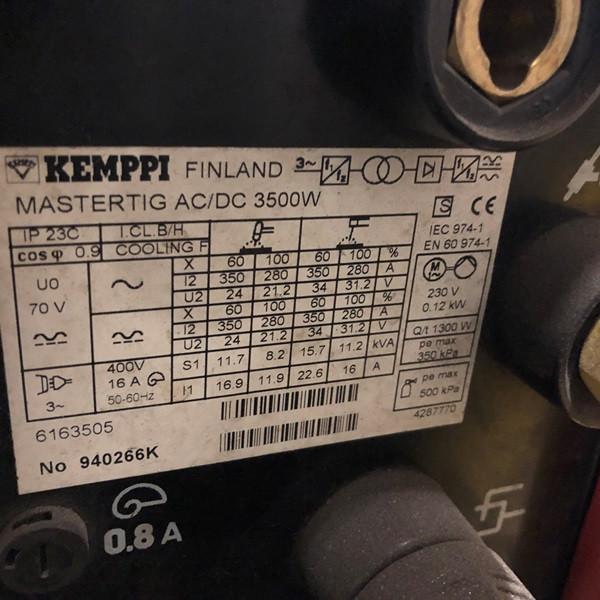 KEMPPI FINLAND 3~ f1/f2 f1/f2
MASTERTIG AC/DC 3500W
S CE
IP 23C I.CL.B/H
IEC 974-1
EN 60 974-1
cos φ 0.9 COOLING F
X 60 100 60 100 %
I2 350 280 350 280 A
U2 24 21.2 34 31.2 V
X 60 100 60 100 %
I2 350 280 350 280 A
U2 24 21.2 34 31.2 V
S1 11.7 8.2 15.7 11.2 kVA
I1 16.9 11.9 22.6 16 A
U0
70 V
400V
16 A
50-60Hz
3~
M
230 V
0.12 kW
Q/t 1300 W
pe max
350 kPa
pe max
500 kPa
4287770
6163505
No 940266K
0.8 A